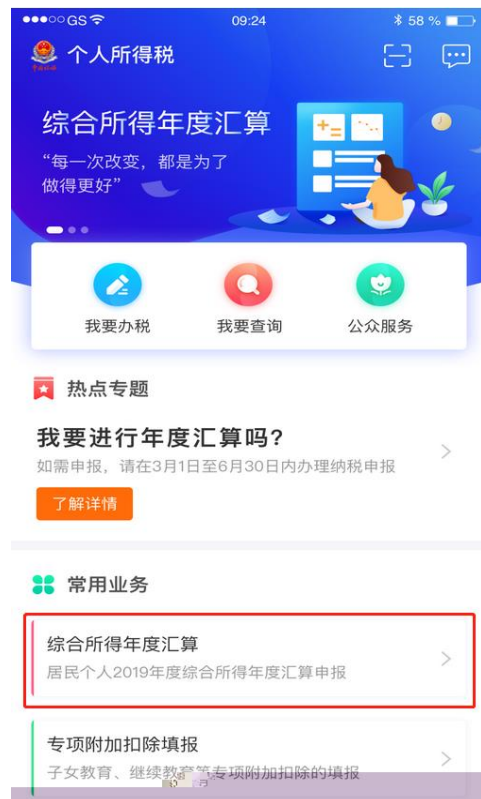 GS
09:24
58 %
个人所得税
综合所得年度汇算
“每一次改变，都是为了
做得更好”
我要办税
我要查询
公众服务
热点专题
我要进行年度汇算吗?
如需申报，请在3月1日至6月30日内办理纳税申报
了解详情
常用业务
综合所得年度汇算
居民个人2019年度综合所得年度汇算申报
专项附加扣除填报
子女教育、继续教育等专项附加扣除的填报